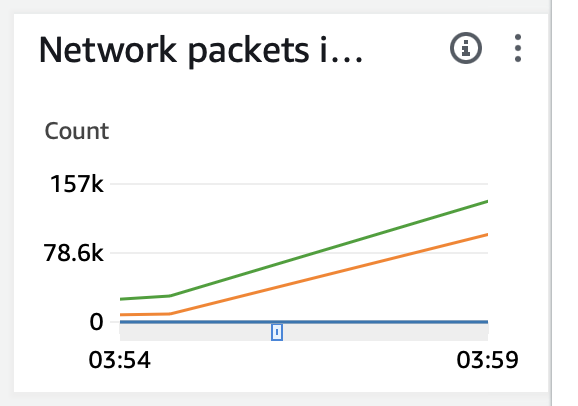 Network packets i...
Count
157k
78.6k
0
03:54 03:59